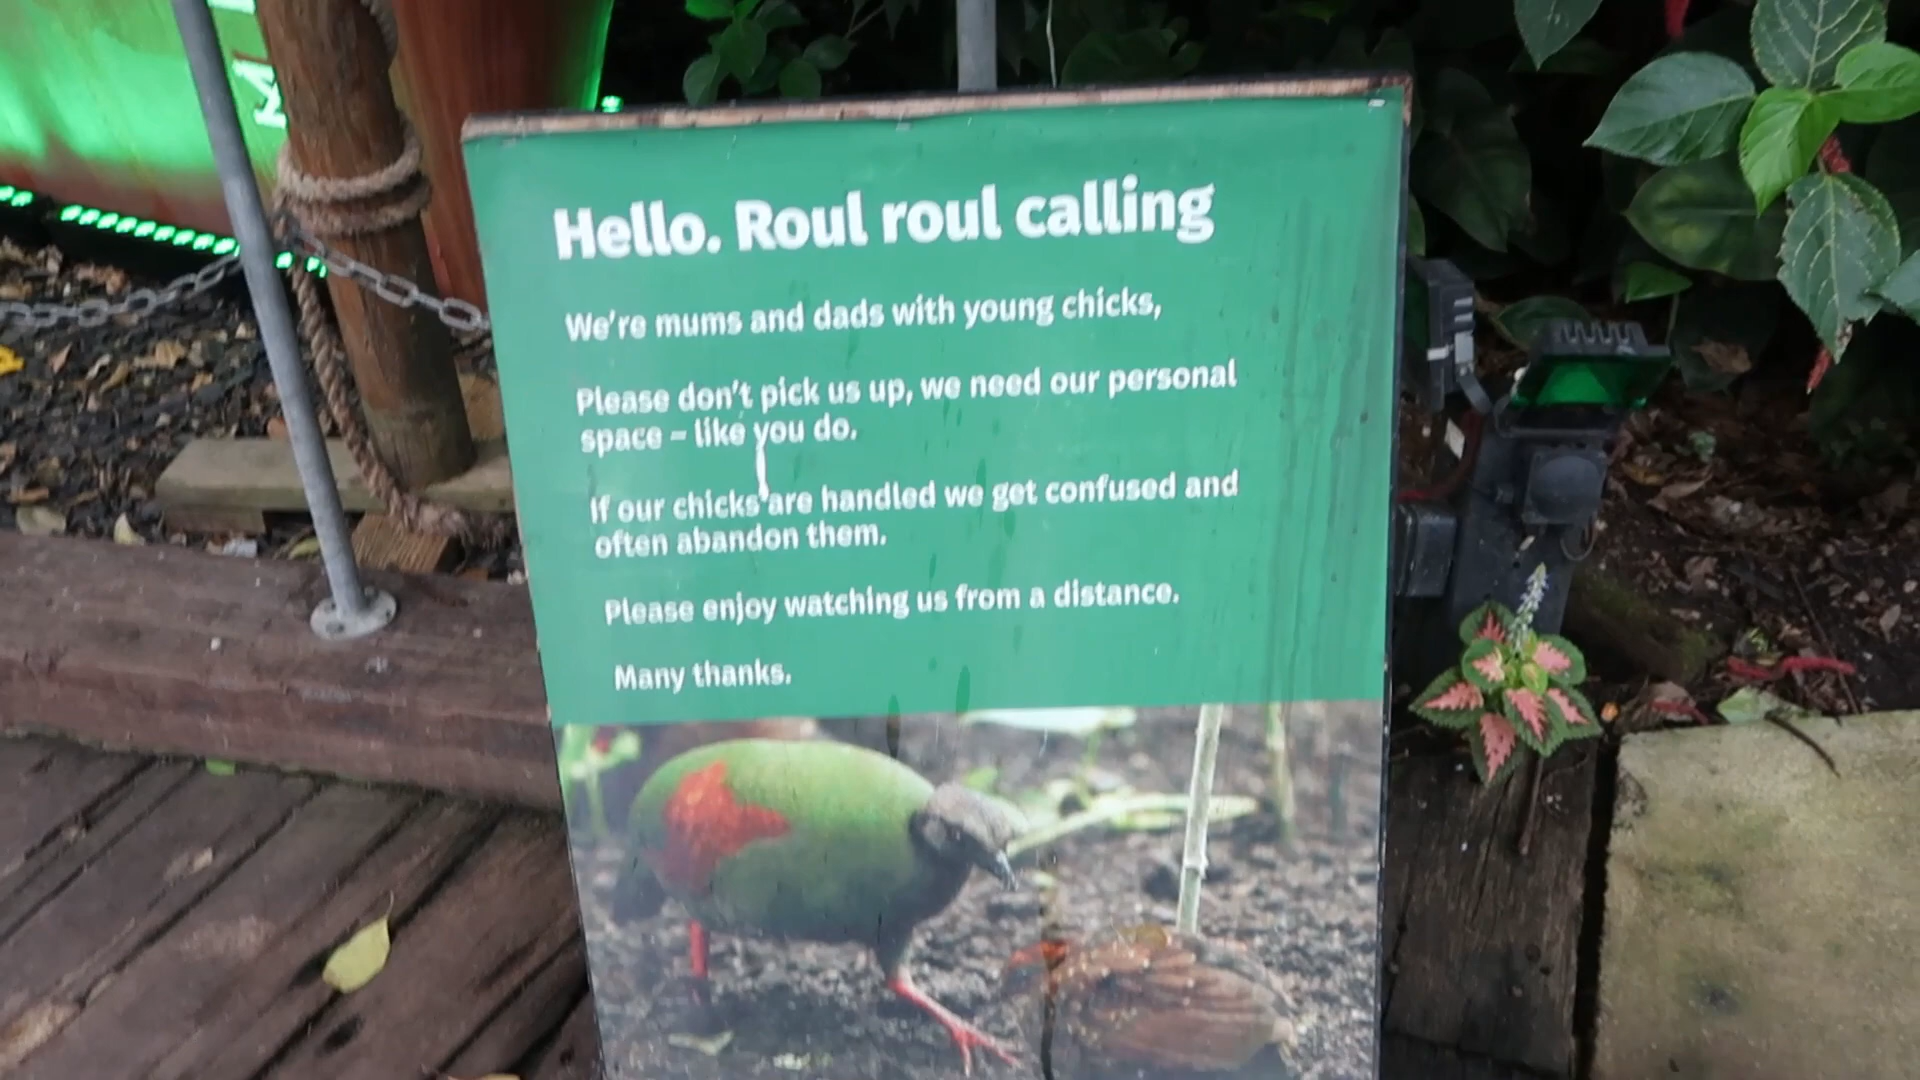 Hello. Roul roul calling
We're mums and dads with young chicks,
Please don't pick us up, we need our personal
space – like you do.
If our chicks are handled we get confused and
often abandon them.
Please enjoy watching us from a distance.
Many thanks.